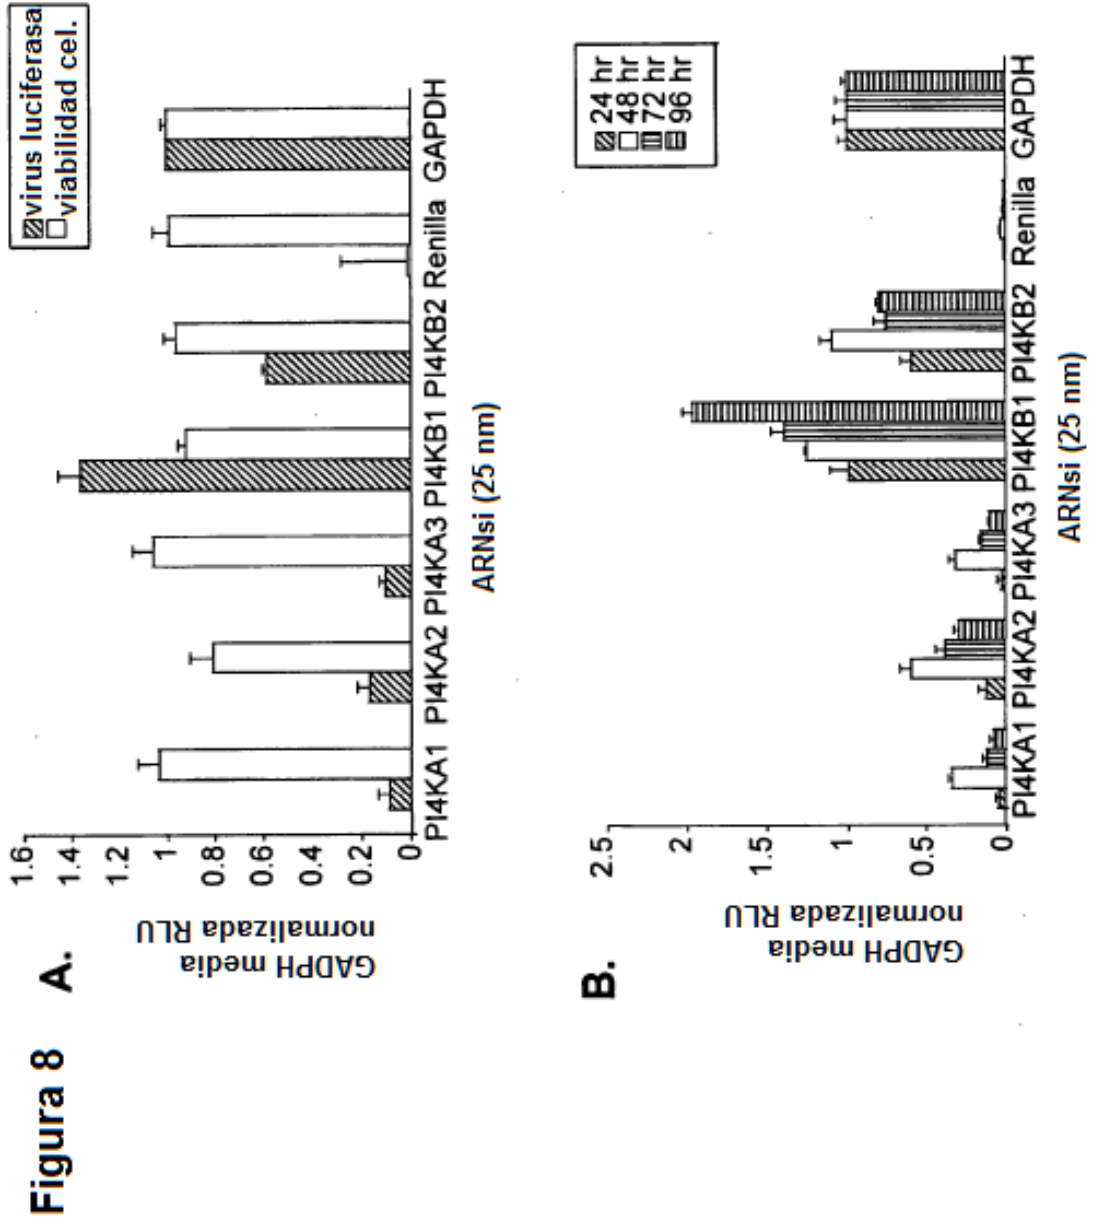 Figura 8
A.
GADPH media
normalizada RLU
1.6
1.4
1.2
1
0.8
0.6
0.4
0.2
0
virus luciferasa
viabilidad cel.
PI4KA1 PI4KA2 PI4KA3 PI4KB1 PI4KB2 Renilla GAPDH
ARNsi (25 nm)
B.
GADPH media
normalizada RLU
2.5
2
1.5
1
0.5
0
24 hr
48 hr
72 hr
96 hr
PI4KA1 PI4KA2 PI4KA3 PI4KB1 PI4KB2 Renilla GAPDH
ARNsi (25 nm)